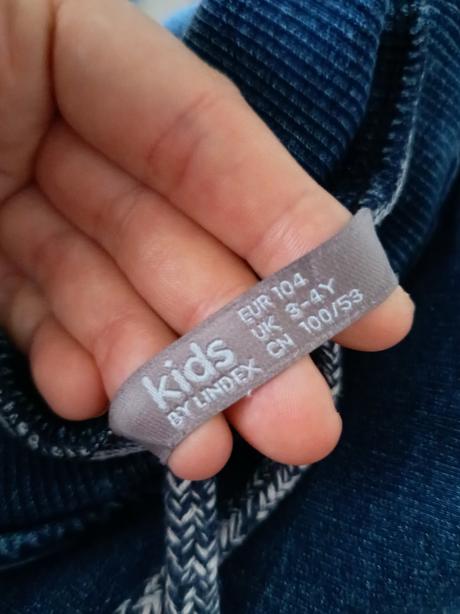 kids
BY LINDEX
EUR 104
UK 3-4Y
CN 100/53